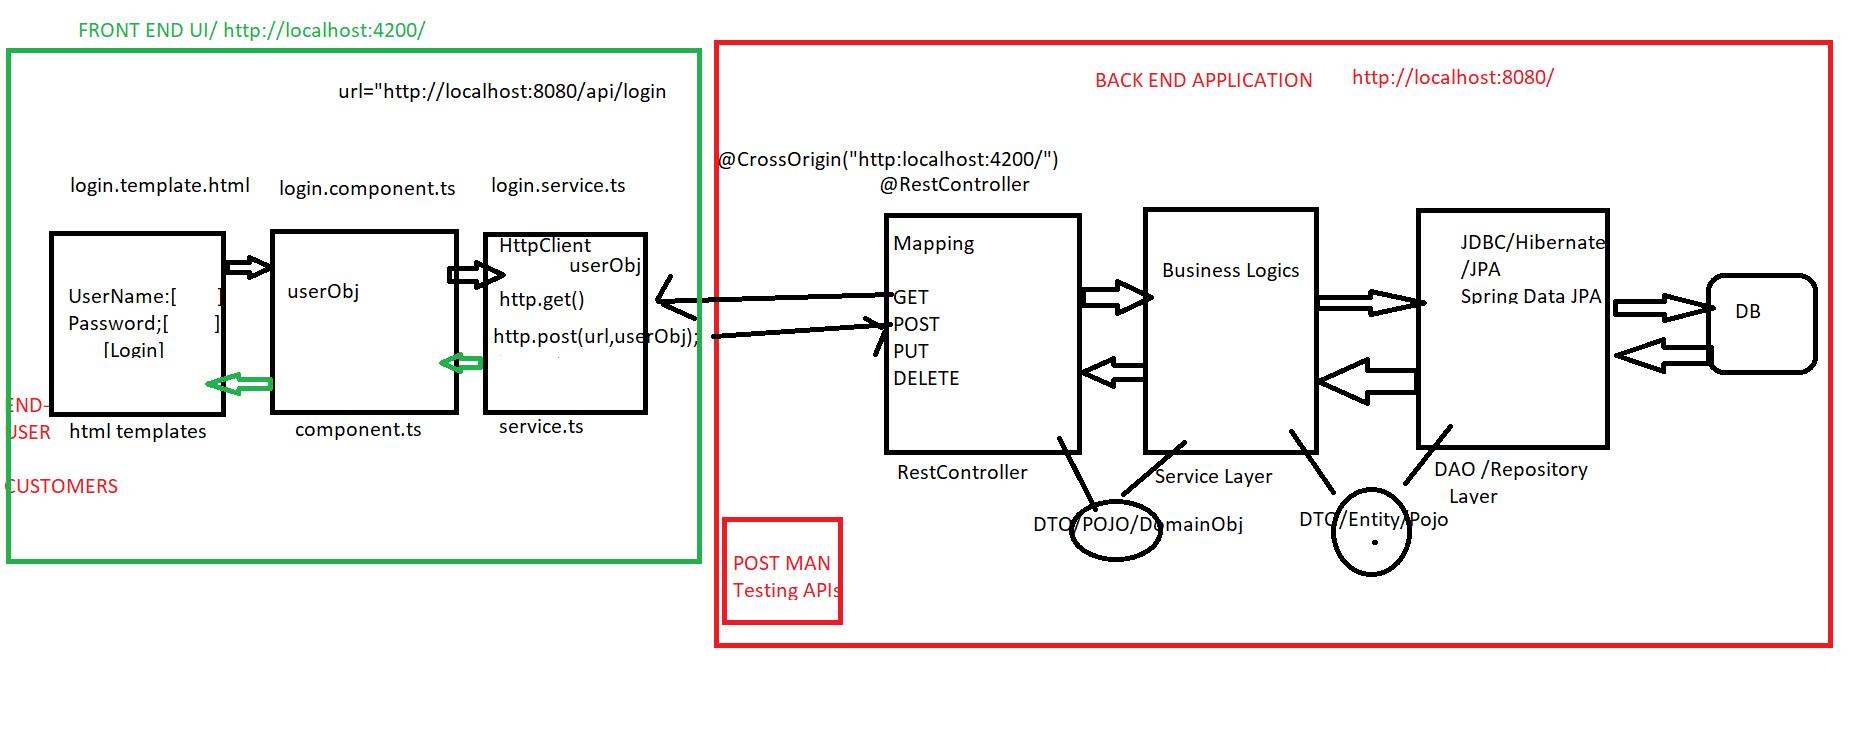 FRONT END UI/ http://localhost:4200/
url="http://localhost:8080/api/login
login.template.html
login.component.ts
login.service.ts
UserName:[ ]
Password;[ ]
[Login]
userObj
HttpClient
userObj
http.get()
http.post(url,userObj);
END-
USER
html templates
component.ts
service.ts
CUSTOMERS
BACK END APPLICATION
http://localhost:8080/
@CrossOrigin("http:localhost:4200/")
@RestController
Mapping
GET
POST
PUT
DELETE
Business Logics
JDBC/Hibernate
/JPA
Spring Data JPA
DB
RestController
Service Layer
DAO /Repository
Layer
DTO/POJO/DomainObj
DTO/Entity/Pojo
POST MAN
Testing APIs